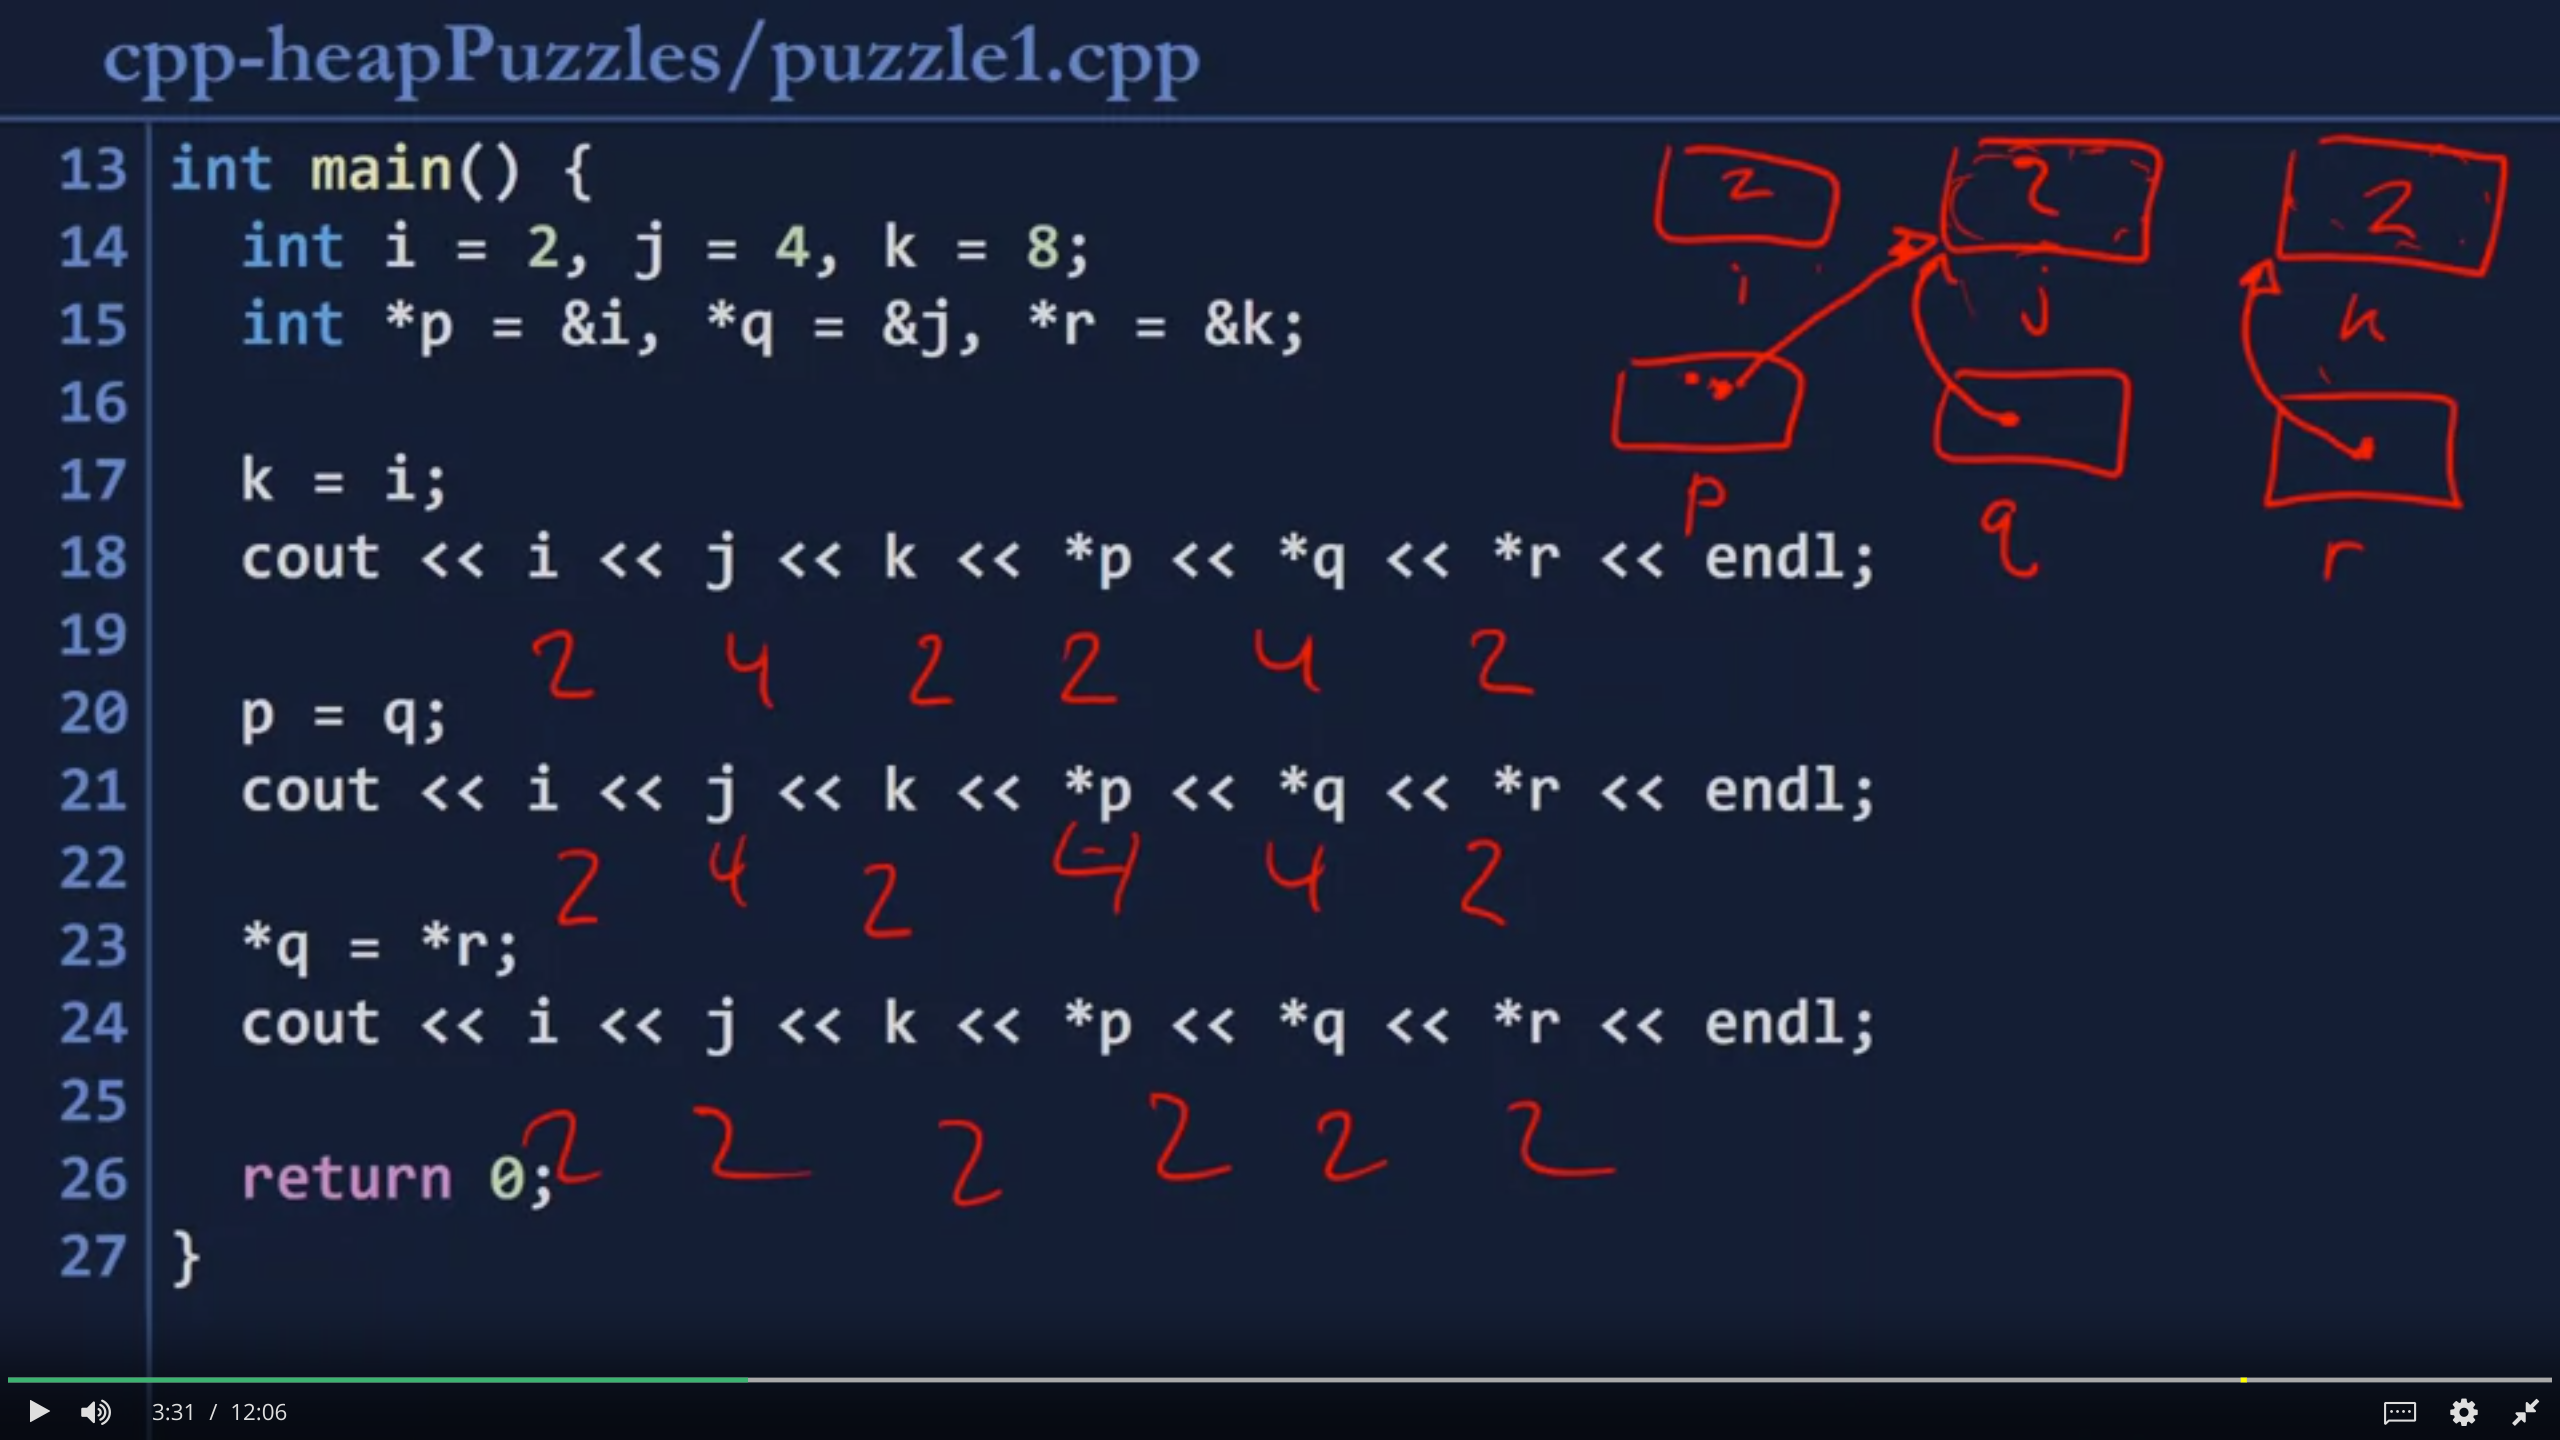 cpp-heapPuzzles/puzzle1.cpp
13 int main() {
14 int i = 2, j = 4, k = 8;
15 int *p = &i, *q = &j, *r = &k;
16
17 k = i;
18 cout << i << j << k << *p << *q << *r << endl;
19
20 p = q;
21 cout << i << j << k << *p << *q << *r << endl;
22
23 *q = *r;
24 cout << i << j << k << *p << *q << *r << endl;
25
26 return 0;
27 }
2 2 2
i j k
p q r
2 4 2 2 4 2
2 4 2 4 4 2
2 2 2 2 2 2
3:31 / 12:06